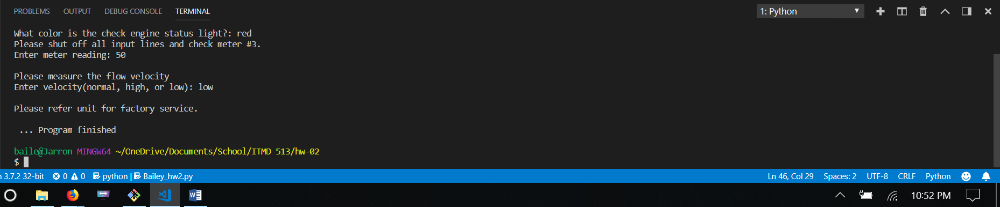 PROBLEMS OUTPUT DEBUG CONSOLE TERMINAL 1: Python
What color is the check engine status light?: red
Please shut off all input lines and check meter #3.
Enter meter reading: 50
Please measure the flow velocity
Enter velocity(normal, high, or low): low
Please refer unit for factory service.
... Program finished
baile@Jarron MINGW64 ~/OneDrive/Documents/School/ITMD 513/hw-02
$
3.7.2 32-bit 0 0 python | Bailey_hw2.py Ln 46, Col 29 Spaces: 2 UTF-8 CRLF Python
10:52 PM